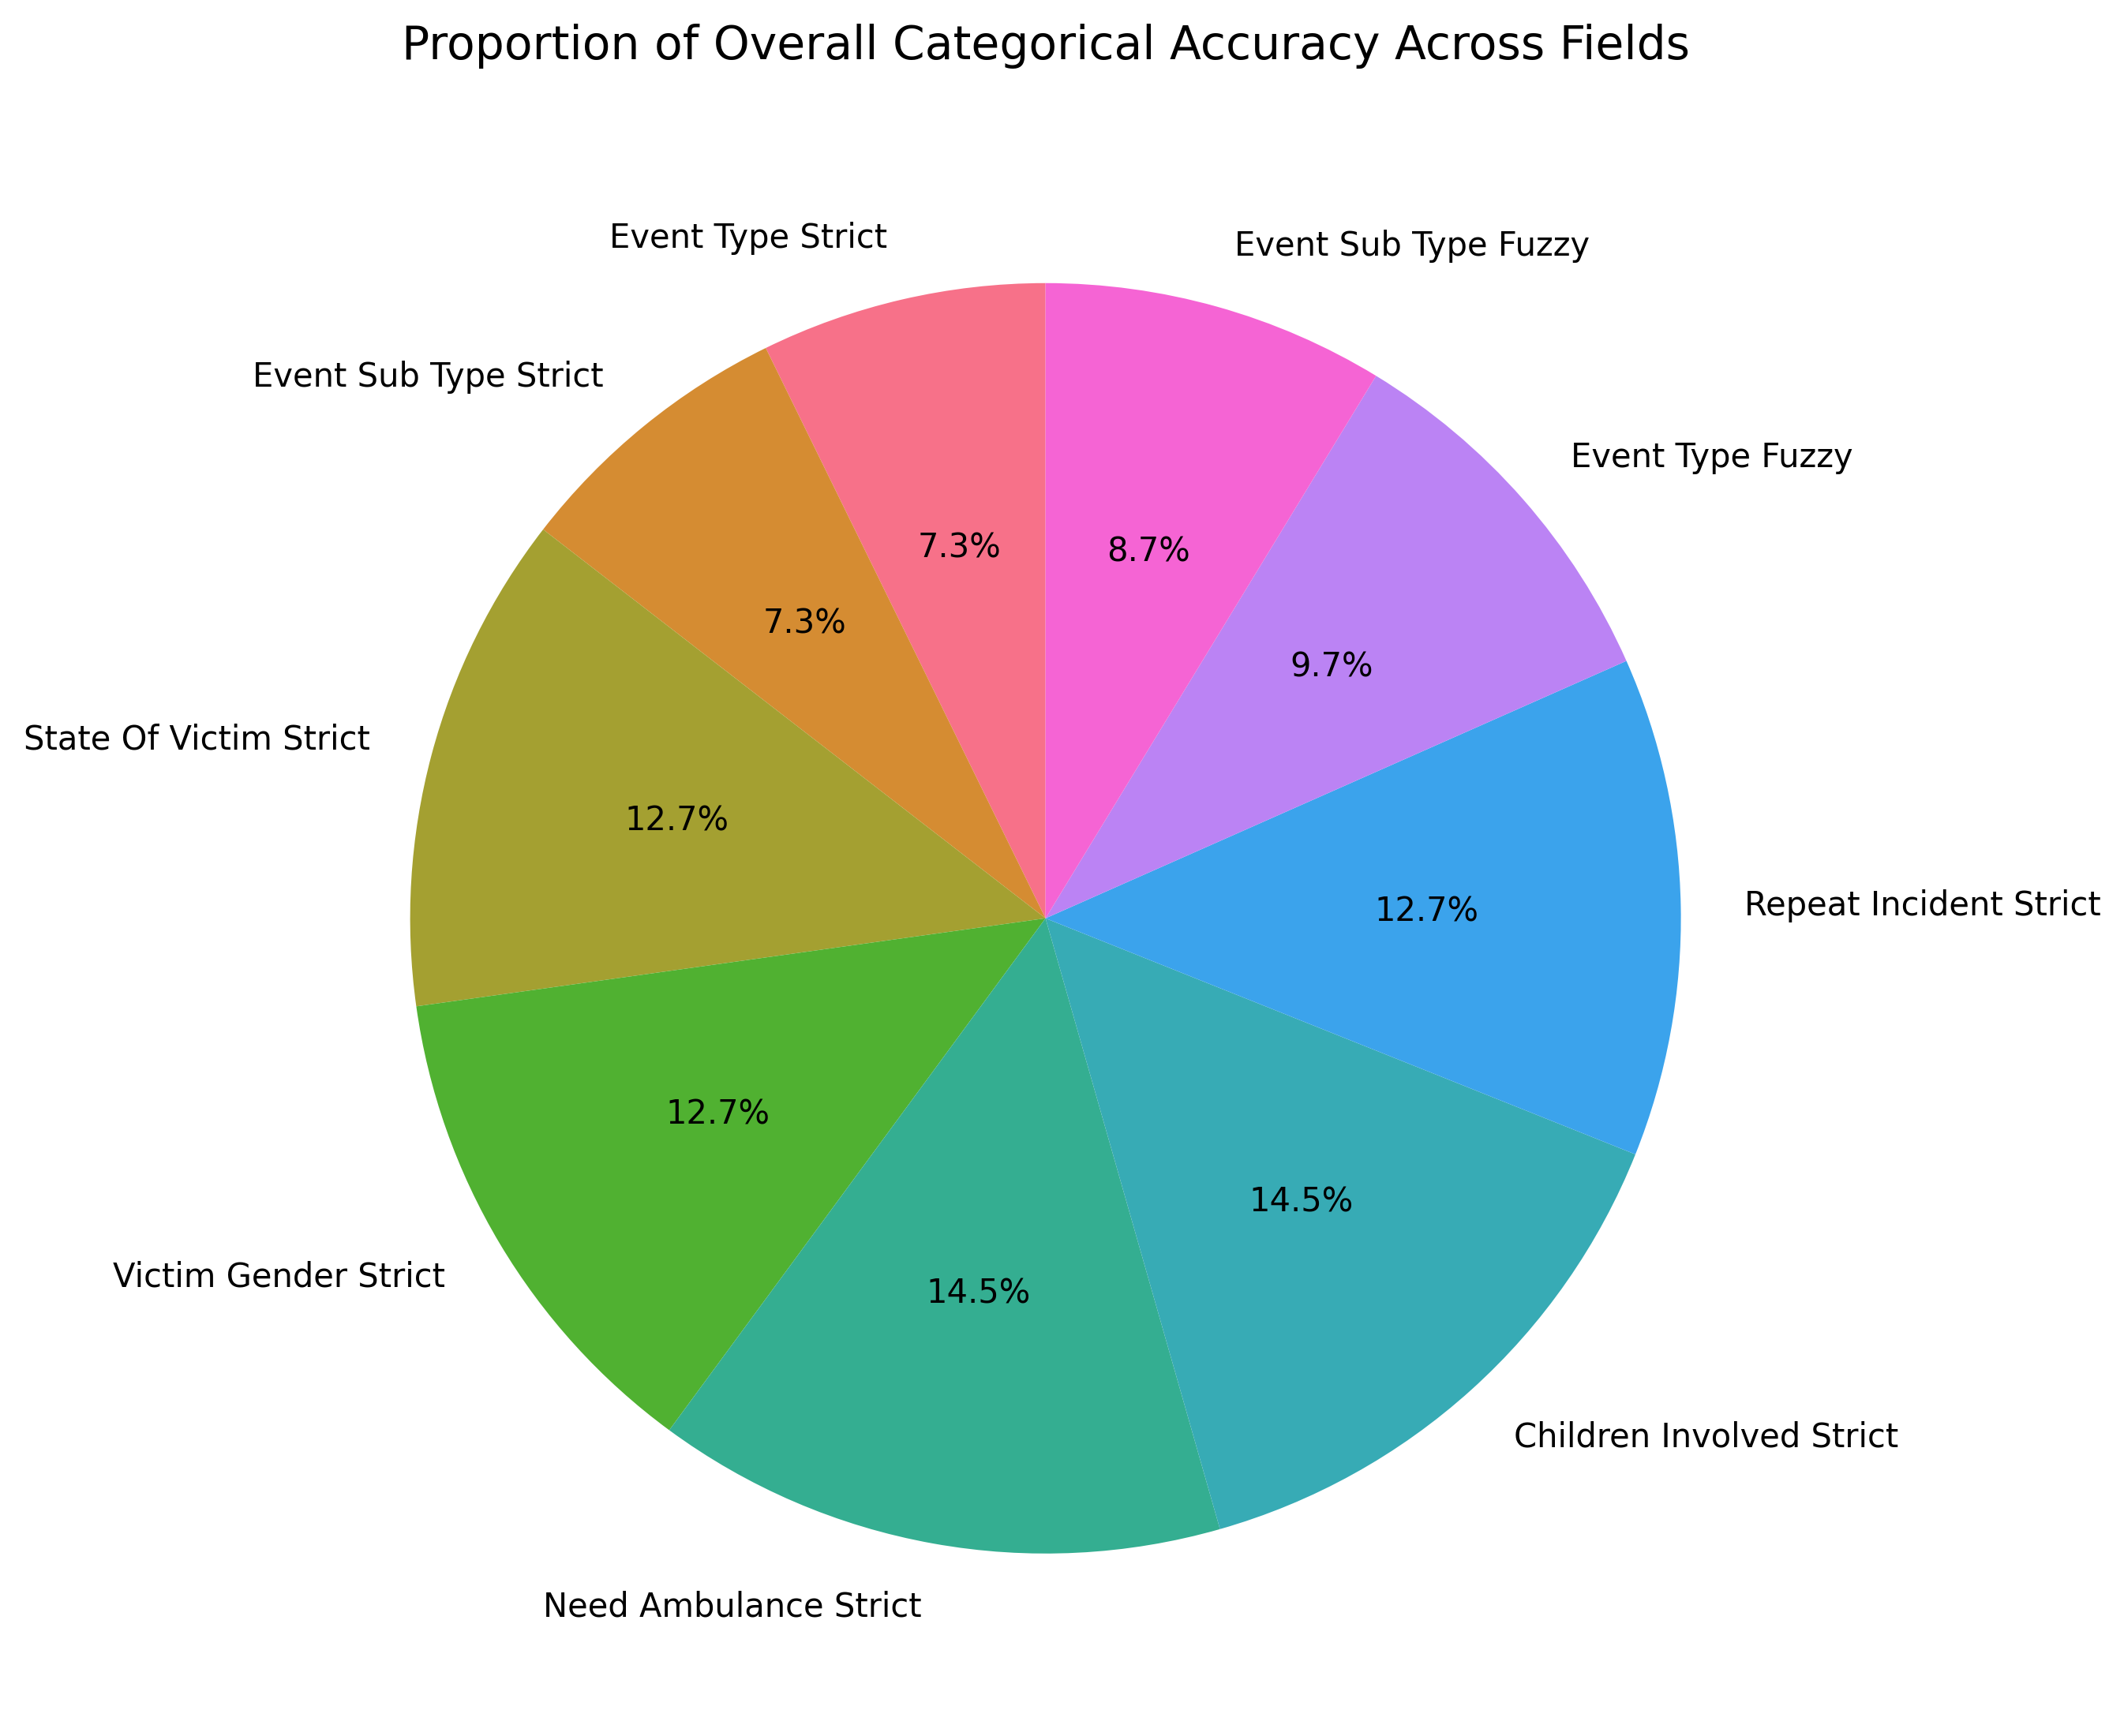 Proportion of Overall Categorical Accuracy Across Fields
Event Type Strict
7.3%
Event Sub Type Strict
7.3%
State Of Victim Strict
12.7%
Victim Gender Strict
12.7%
Need Ambulance Strict
14.5%
Children Involved Strict
14.5%
Repeat Incident Strict
12.7%
Event Type Fuzzy
9.7%
Event Sub Type Fuzzy
8.7%